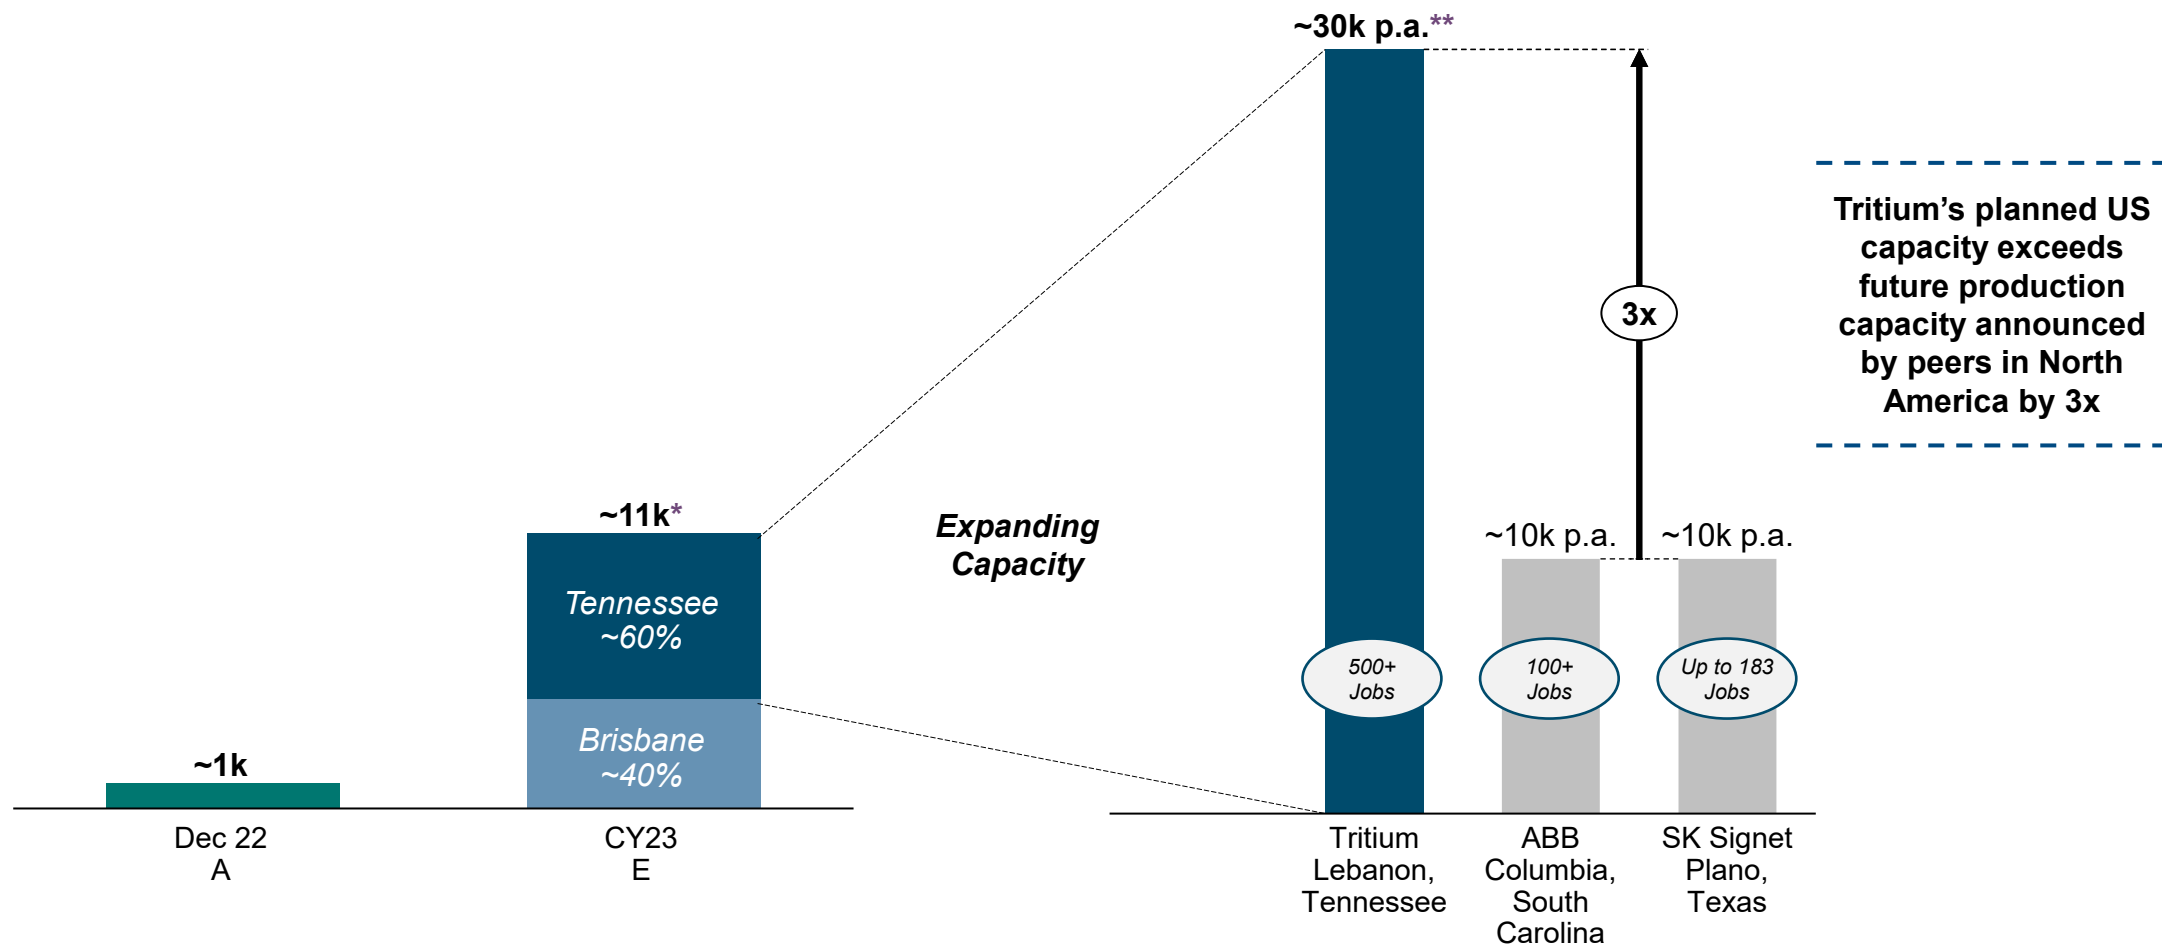 ~1k
Dec 22
A
~11k*
Tennessee
~60%
Brisbane
~40%
CY23
E
Expanding
Capacity
~30k p.a.**
500+
Jobs
Tritium
Lebanon,
Tennessee
~10k p.a.
100+
Jobs
ABB
Columbia,
South
Carolina
~10k p.a.
Up to 183
Jobs
SK Signet
Plano,
Texas
3x
Tritium’s planned US
capacity exceeds
future production
capacity announced
by peers in North
America by 3x